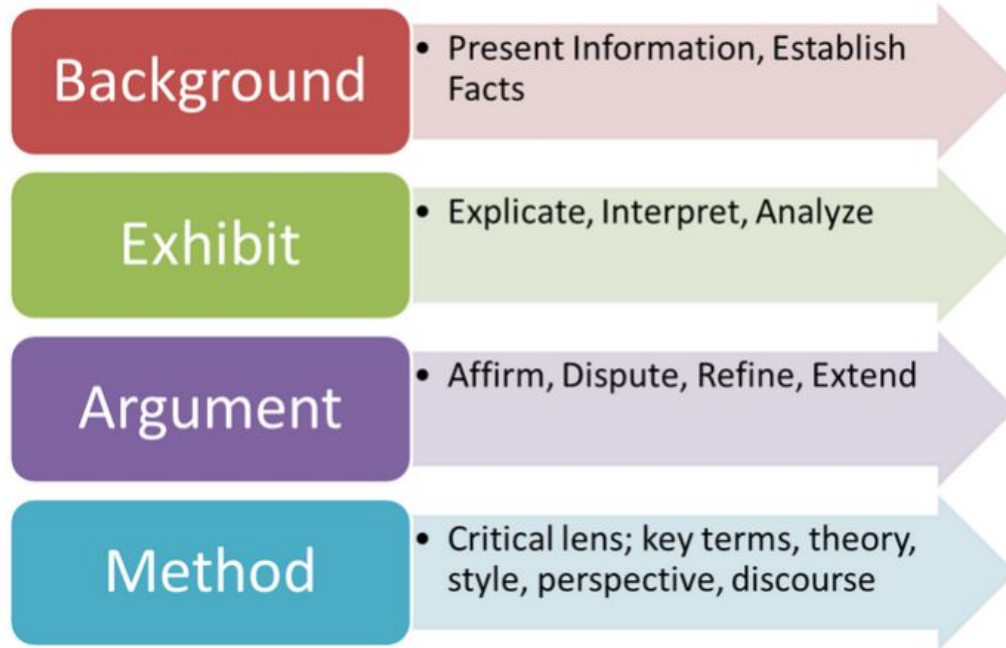 Background
• Present Information, Establish
Facts
Exhibit
• Explicate, Interpret, Analyze
Argument
• Affirm, Dispute, Refine, Extend
Method
• Critical lens; key terms, theory,
style, perspective, discourse